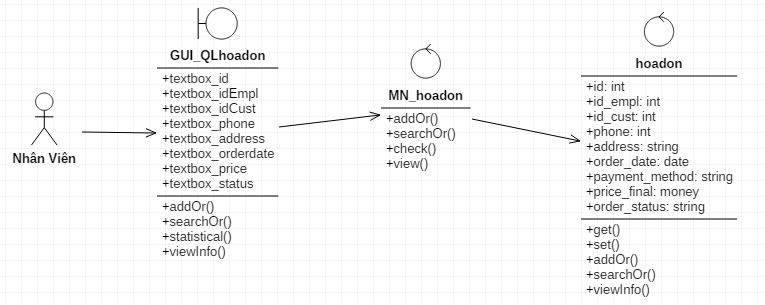 Nhân Viên
GUI_QLhoadon
+textbox_id
+textbox_idEmpl
+textbox_idCust
+textbox_phone
+textbox_address
+textbox_orderdate
+textbox_price
+textbox_status
+addOr()
+searchOr()
+statistical()
+viewInfo()
MN_hoadon
+addOr()
+searchOr()
+check()
+view()
hoadon
+id: int
+id_empl: int
+id_cust: int
+phone: int
+address: string
+order_date: date
+payment_method: string
+price_final: money
+order_status: string
+get()
+set()
+addOr()
+searchOr()
+viewInfo()